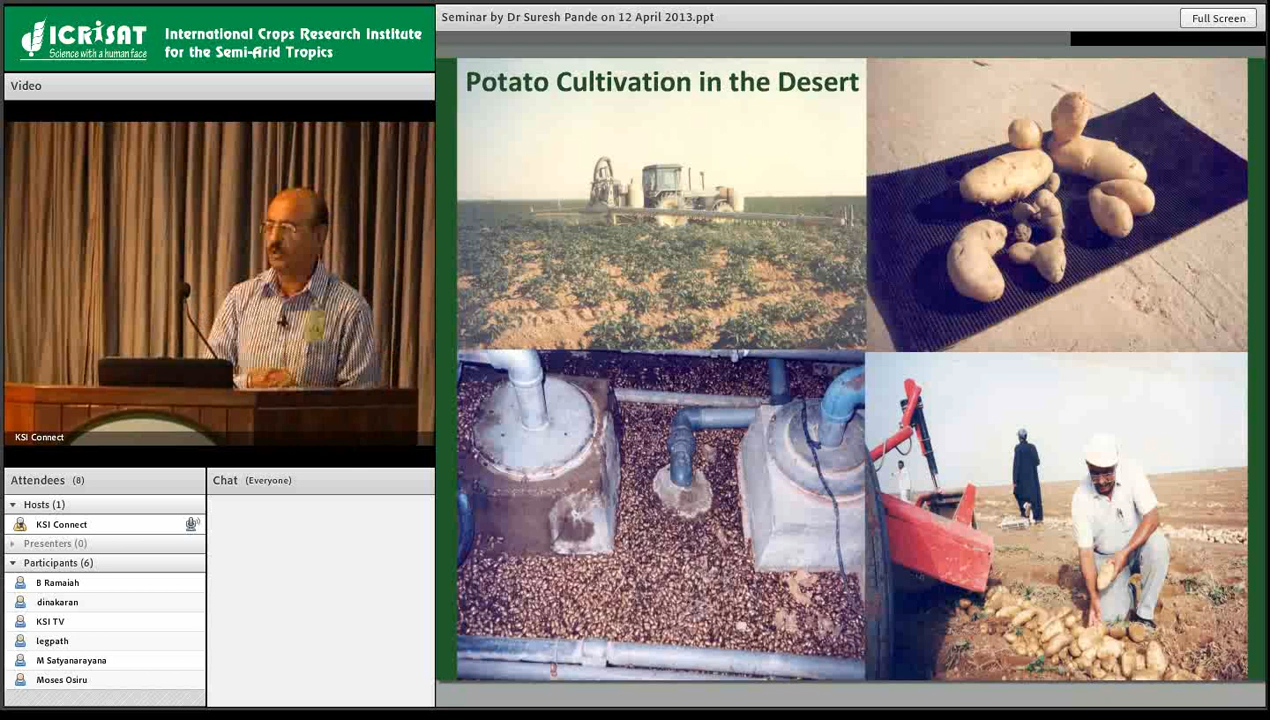 ICRISAT
Science with a human face
International Crops Research Institute
for the Semi-Arid Tropics
Video
KSI Connect
Attendees (8)
Hosts (1)
KSI Connect
Presenters (0)
Participants (6)
B Ramaiah
dinakaran
KSI TV
legpath
M Satyanarayana
Moses Osiru
Chat (Everyone)
Seminar by Dr Suresh Pande on 12 April 2013.ppt
Full Screen
Potato Cultivation in the Desert